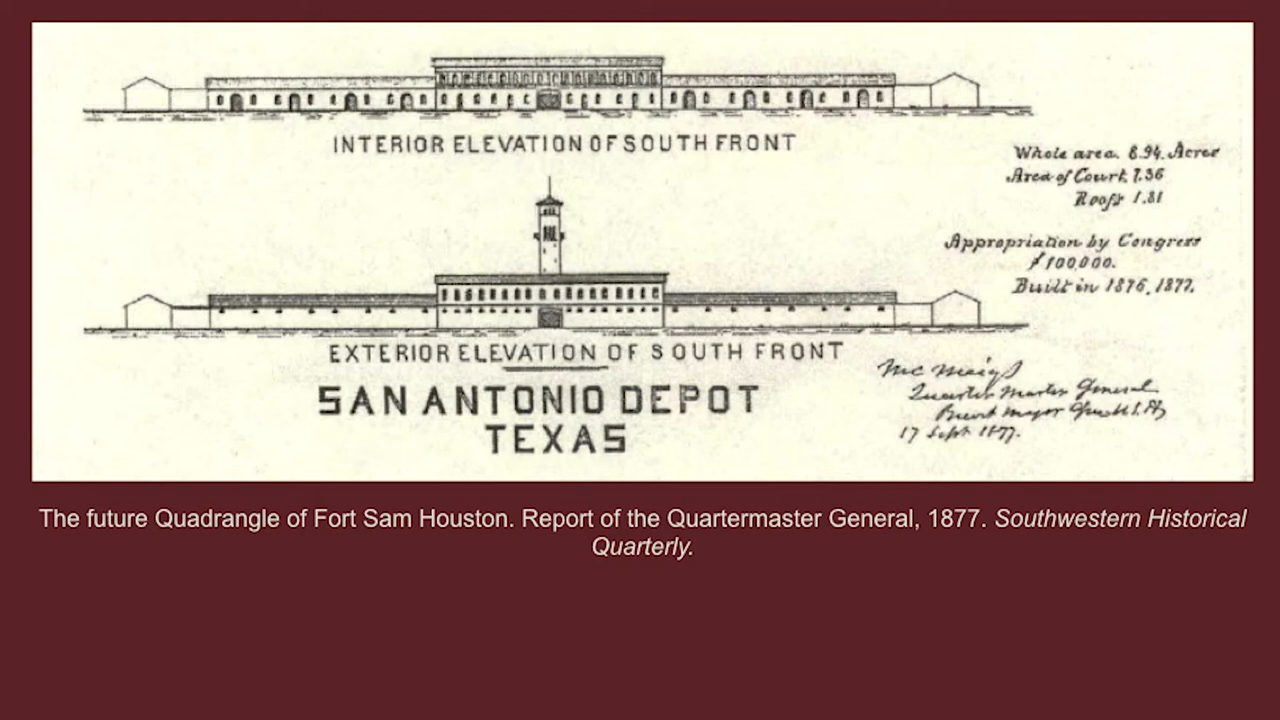 INTERIOR ELEVATION OF SOUTH FRONT
Whole area. 8.94. Acres
Area of Court. 7.36
Roofs 1.81
Appropriation by Congress
$100,000.
Built in 1876, 1877.
EXTERIOR ELEVATION OF SOUTH FRONT
SAN ANTONIO DEPOT
TEXAS
MC Meigs
Quarter Master General
17 Sept 1877.
The future Quadrangle of Fort Sam Houston. Report of the Quartermaster General, 1877. Southwestern Historical
Quarterly.